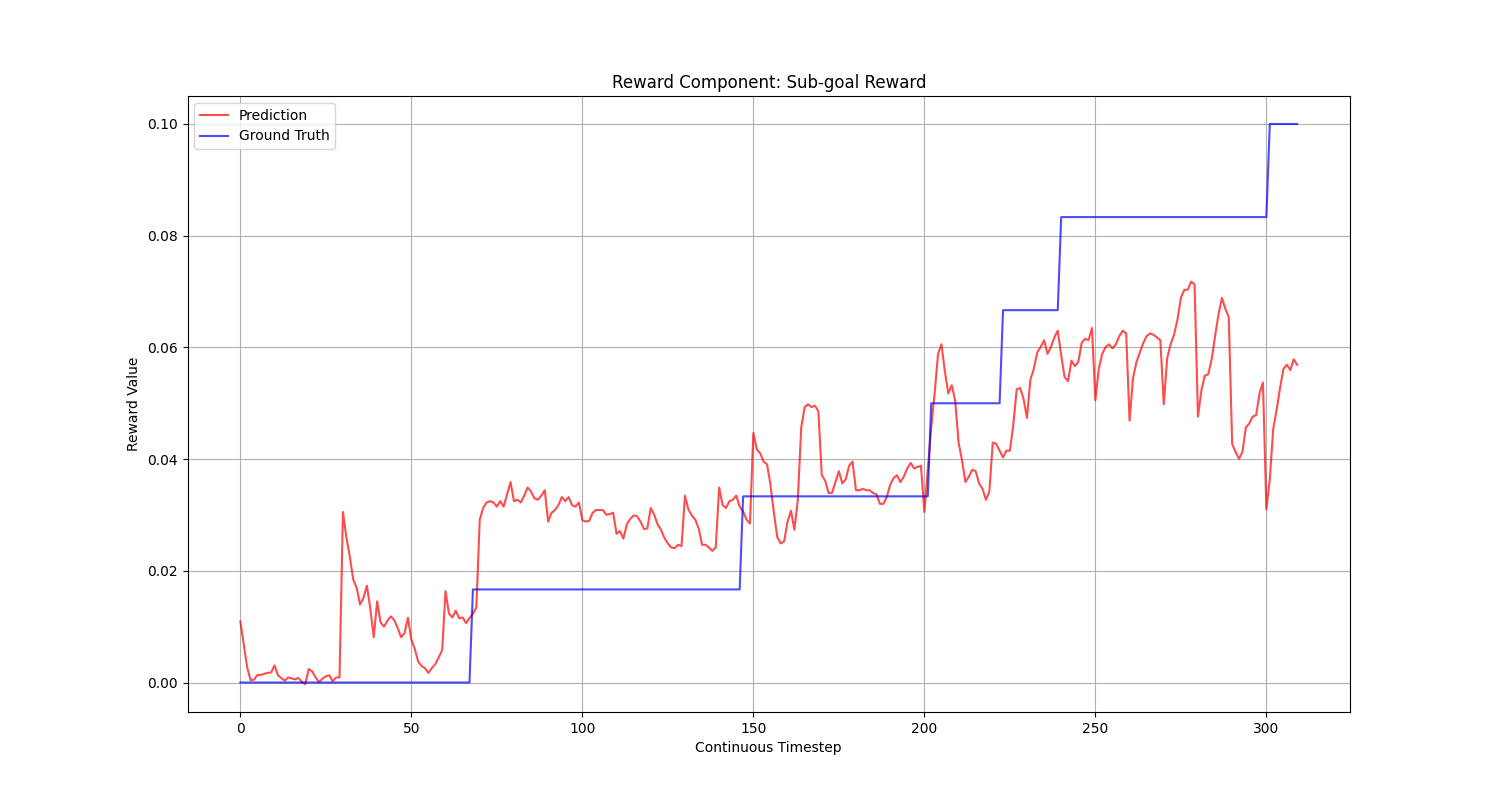 Reward Component: Sub-goal Reward
Prediction
Ground Truth
Reward Value
0.10
0.08
0.06
0.04
0.02
0.00
0 50 100 150 200 250 300
Continuous Timestep